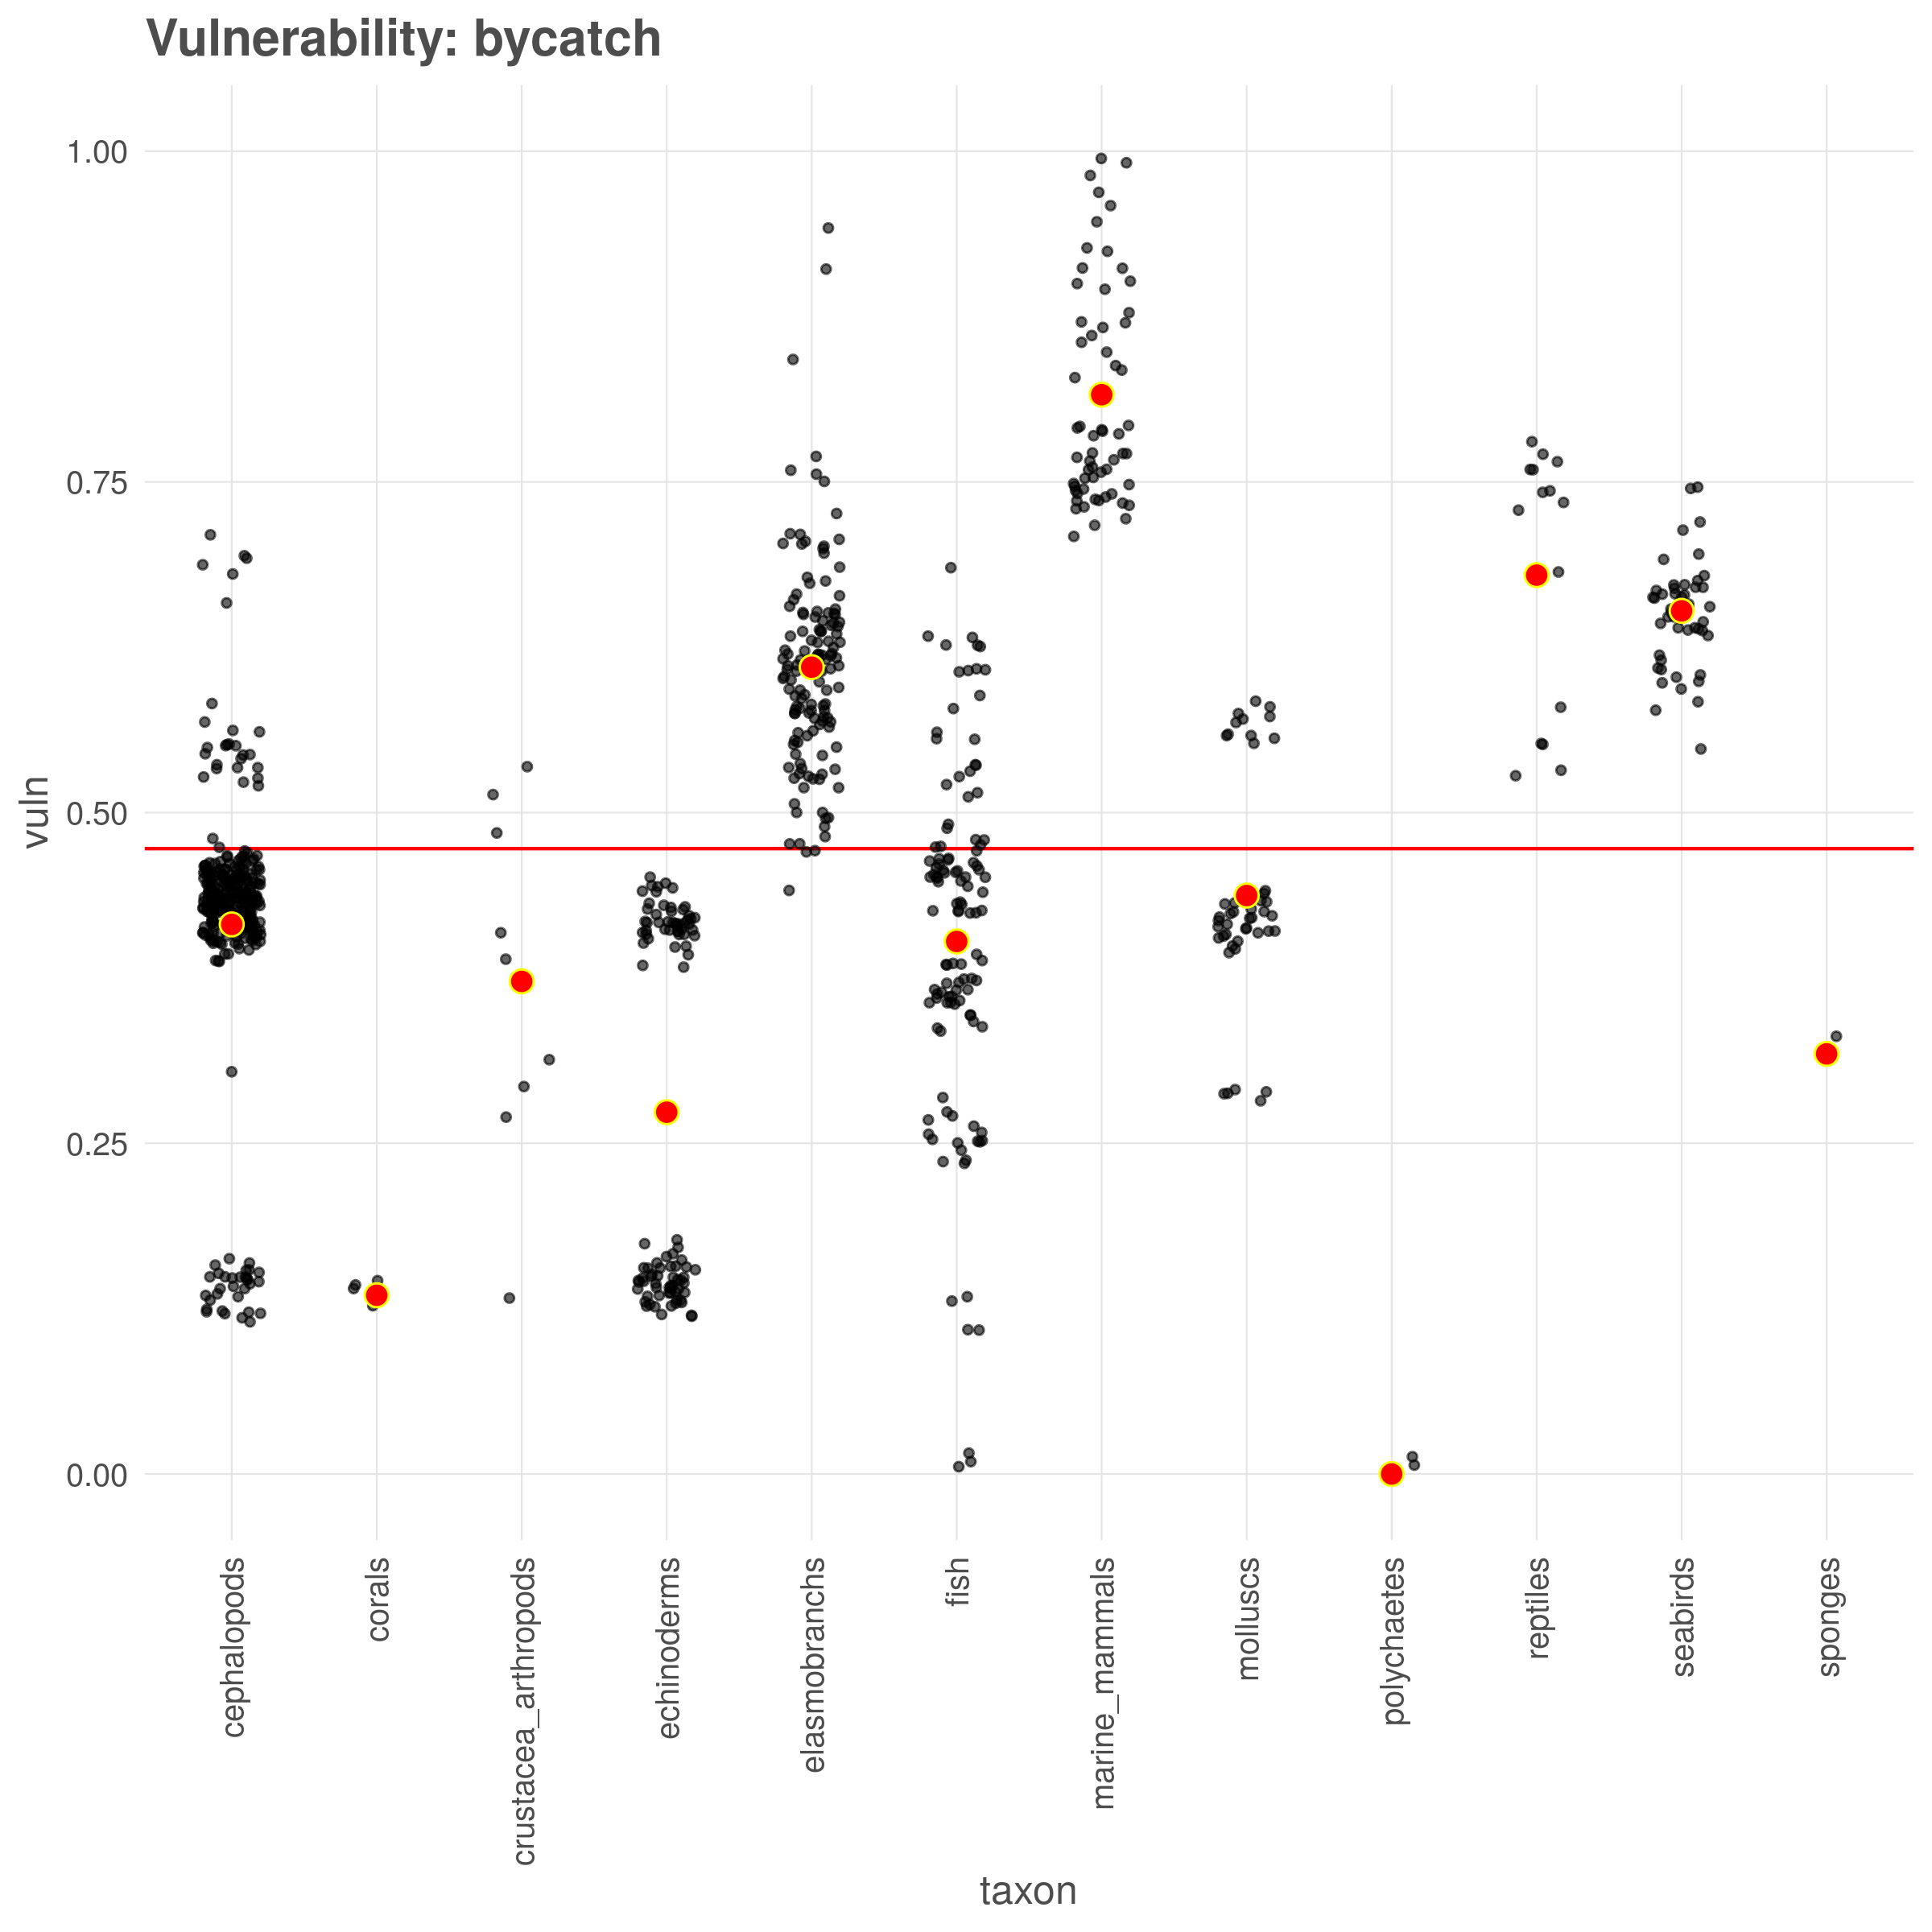 Vulnerability: bycatch
vuln
1.00
0.75
0.50
0.25
0.00
cephalopods
corals
crustacea_arthropods
echinoderms
elasmobranchs
fish
marine_mammals
molluscs
polychaetes
reptiles
seabirds
sponges
taxon